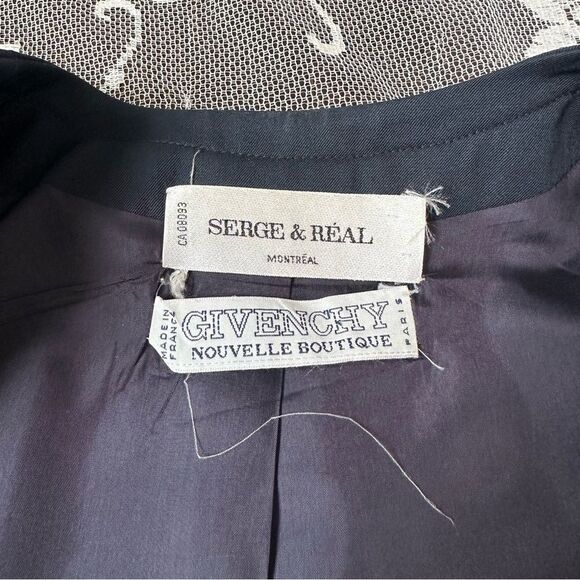 CA 08093
SERGE & RÉAL
MONTRÉAL
MADE IN
FRANCE
GIVENCHY
NOUVELLE BOUTIQUE
PARIS